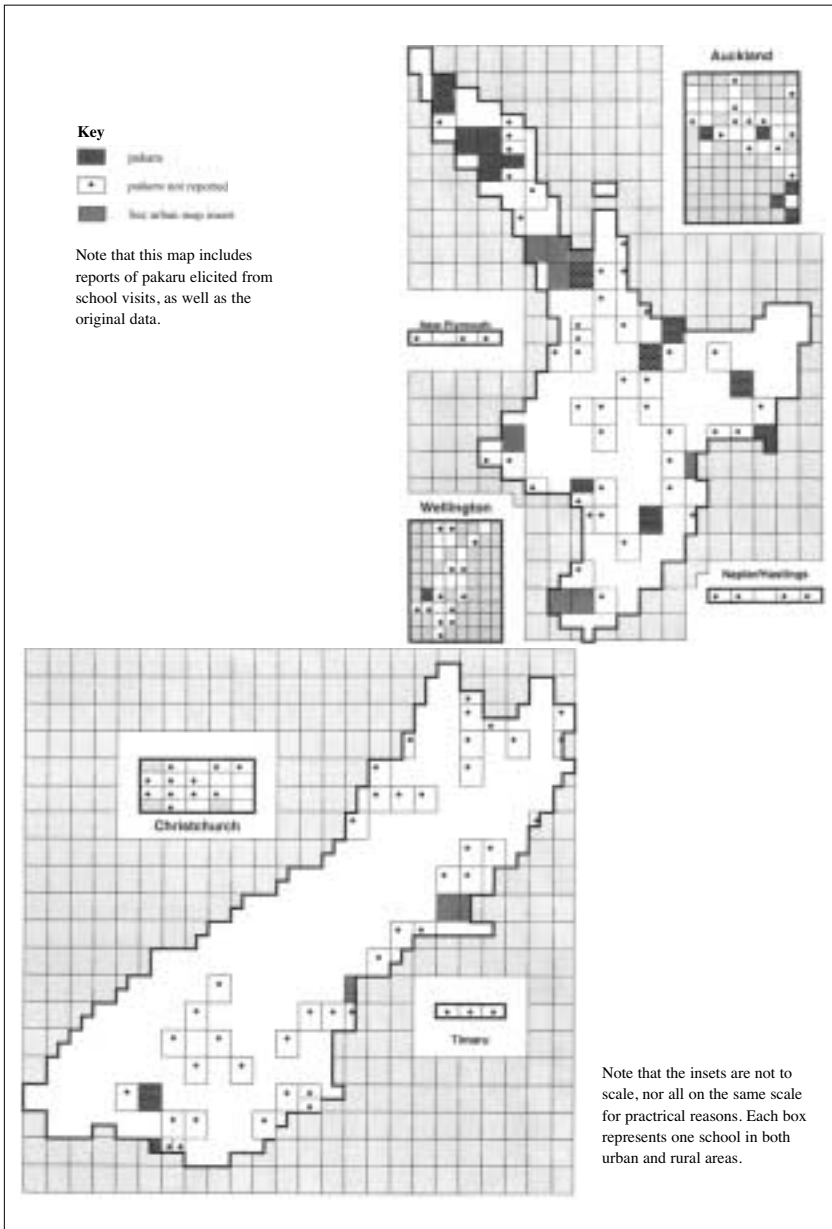 Auckland
Key
pakaru
pakaru not reported
See urban map insert
Note that this map includes
reports of pakaru elicited from
school visits, as well as the
original data.
New Plymouth
Wellington
Napier/Hastings
Christchurch
Timaru
Note that the insets are not to
scale, nor all on the same scale
for practrical reasons. Each box
represents one school in both
urban and rural areas.